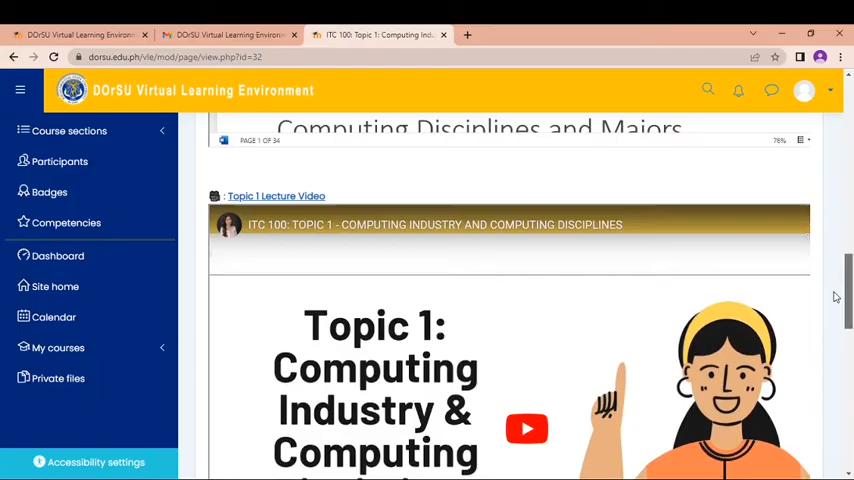 DOrSU Virtual Learning Environm
DOrSU Virtual Learning Environm
ITC 100: Topic 1: Computing Indu
dorsu.edu.ph/vle/mod/page/view.php?id=32
DOrSU Virtual Learning Environment
Course sections
Participants
Badges
Competencies
Dashboard
Site home
Calendar
My courses
Private files
Accessibility settings
Computing Disciplines and Majors
PAGE 1 OF 34
78%
: Topic 1 Lecture Video
ITC 100: TOPIC 1 - COMPUTING INDUSTRY AND COMPUTING DISCIPLINES
Topic 1:
Computing
Industry &
Computing